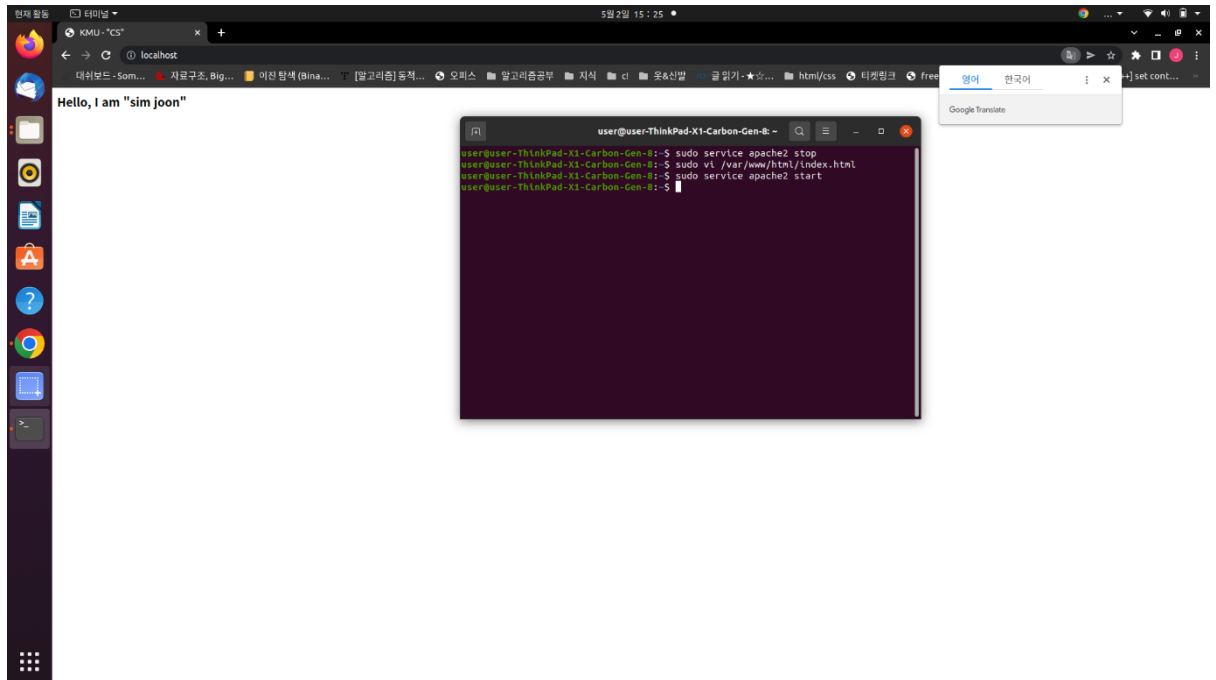 현재 활동 터미널 5월 2일 15 : 25 ...
KMU - "CS"
localhost
대쉬보드 - Som... 자료구조, Big... 이진 탐색 (Bina... [알고리즘] 동적... 오피스 알고리즘공부 지식 cl 옷&신발 글 읽기 - ★☆... html/css 티켓링크 free +] set cont...
영어 한국어
Google Translate
Hello, I am "sim joon"
user@user-ThinkPad-X1-Carbon-Gen-8: ~
user@user-ThinkPad-X1-Carbon-Gen-8:~$ sudo service apache2 stop
user@user-ThinkPad-X1-Carbon-Gen-8:~$ sudo vi /var/www/html/index.html
user@user-ThinkPad-X1-Carbon-Gen-8:~$ sudo service apache2 start
user@user-ThinkPad-X1-Carbon-Gen-8:~$